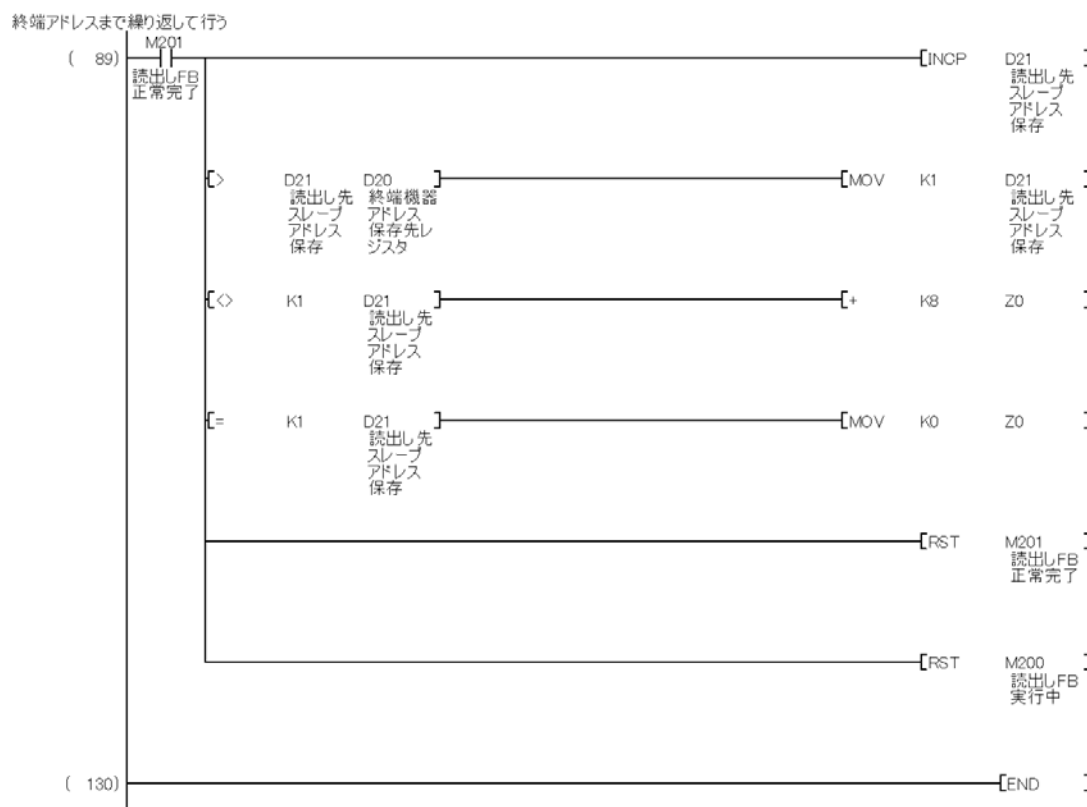 終端アドレスまで繰り返して行う
M201
( 89)
[INCP D21 ]
読出しFB
正常完了
読出し先
スレーブ
アドレス
保存
[> D21 D20 ]
[MOV K1 D21 ]
読出し先
スレーブ
アドレス
保存
終端機器
アドレス
保存先レ
ジスタ
読出し先
スレーブ
アドレス
保存
[<> K1 D21 ]
[+ K8 Z0 ]
読出し先
スレーブ
アドレス
保存
[= K1 D21 ]
[MOV K0 Z0 ]
読出し先
スレーブ
アドレス
保存
[RST M201 ]
読出しFB
正常完了
[RST M200 ]
読出しFB
実行中
( 130)
[END ]